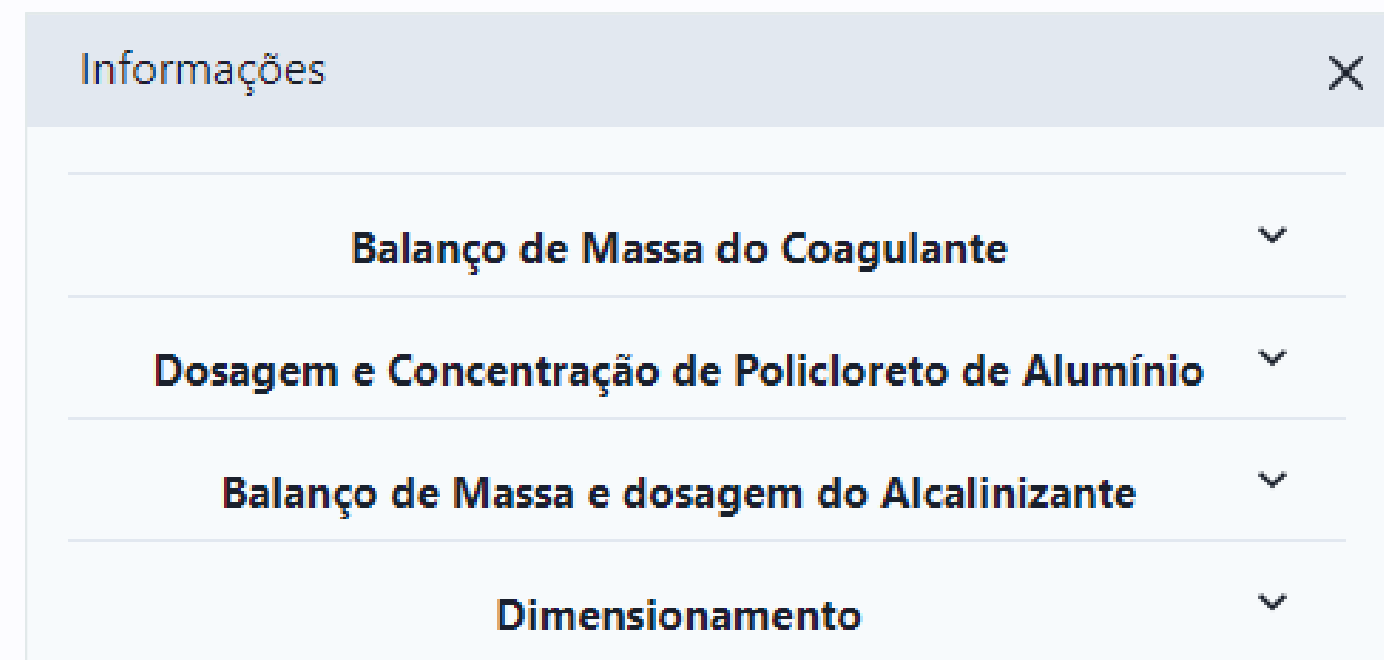 Informações
Balanço de Massa do Coagulante
Dosagem e Concentração de Policloreto de Alumínio
Balanço de Massa e dosagem do Alcalinizante
Dimensionamento